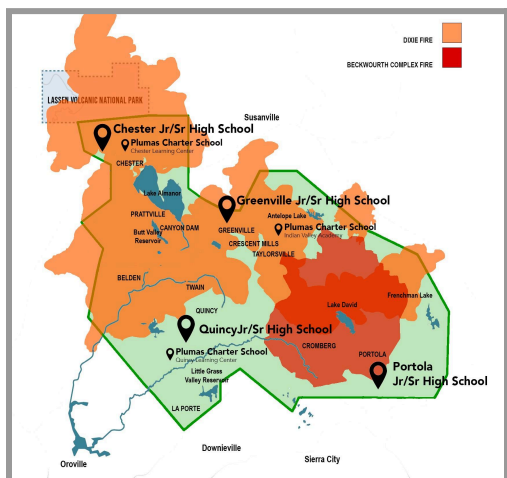 DIXIE FIRE
BECKWOURTH COMPLEX FIRE
LASSEN VOLCANIC NATIONAL PARK
Susanville
Chester Jr/Sr High School
Plumas Charter School
Chester Learning Center
CHESTER
Lake Almanor
PRATTVILLE
CANYON DAM
Butt Valley
Reservoir
Greenville Jr/Sr High School
Antelope Lake
GREENVILLE
Plumas Charter School
Indian Valley Academy
CRESCENT MILLS
TAYLORSVILLE
BELDEN
TWAIN
Frenchman Lake
Lake David
QUINCY
QuincyJr/Sr High School
CROMBERG
Plumas Charter School
Quincy Learning Center
PORTOLA
Portola
Jr/Sr High School
Little Grass
Valley Reservoir
LA PORTE
Downieville
Sierra City
Oroville